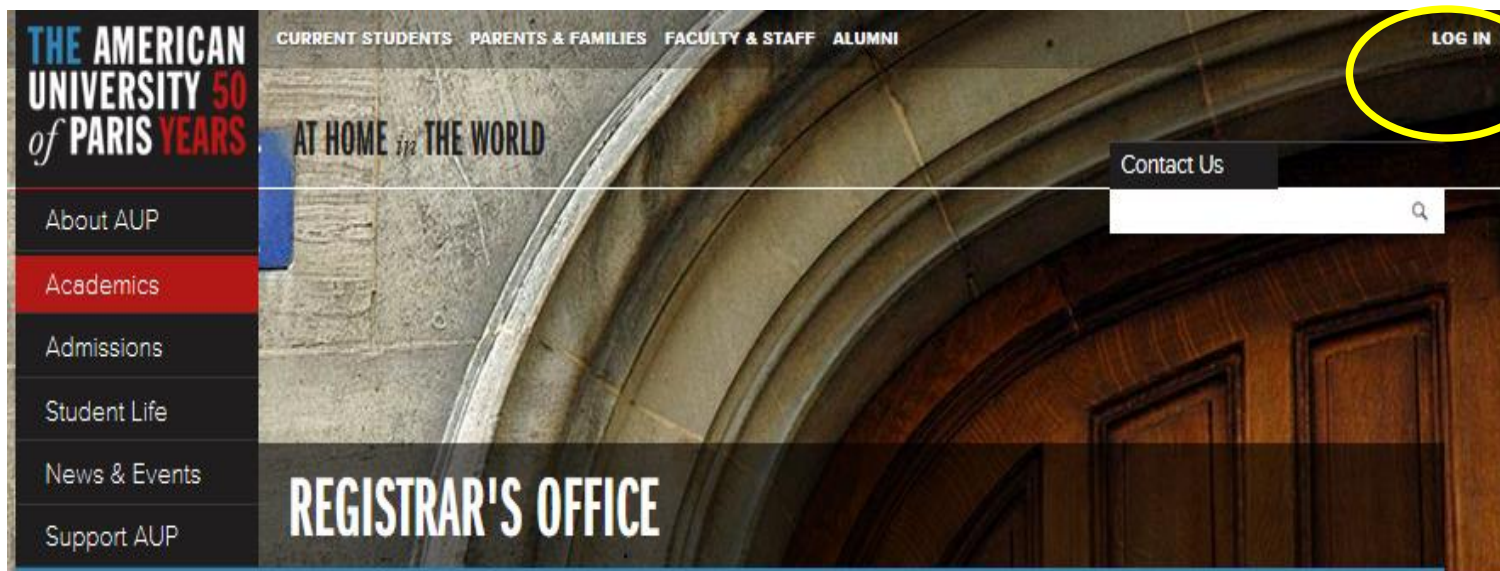 THE AMERICAN
UNIVERSITY 50
of PARIS YEARS
CURRENT STUDENTS PARENTS & FAMILIES FACULTY & STAFF ALUMNI
LOG IN
AT HOME in THE WORLD
Contact Us
About AUP
Academics
Admissions
Student Life
News & Events
Support AUP
REGISTRAR'S OFFICE